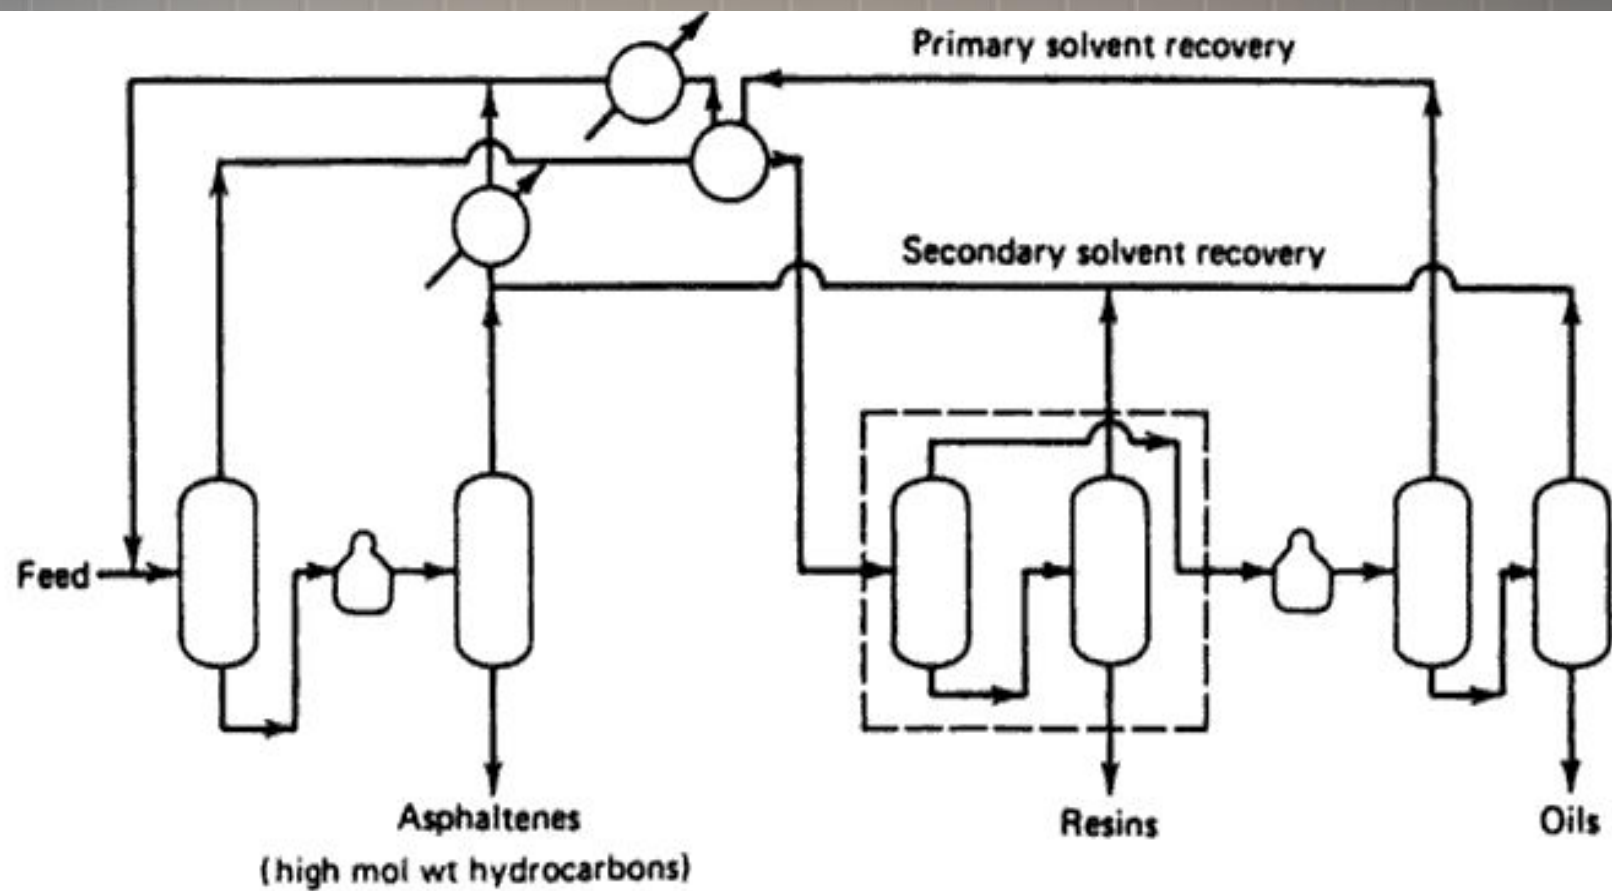 Primary solvent recovery
Secondary solvent recovery
Feed
Asphaltenes
(high mol wt hydrocarbons)
Resins
Oils